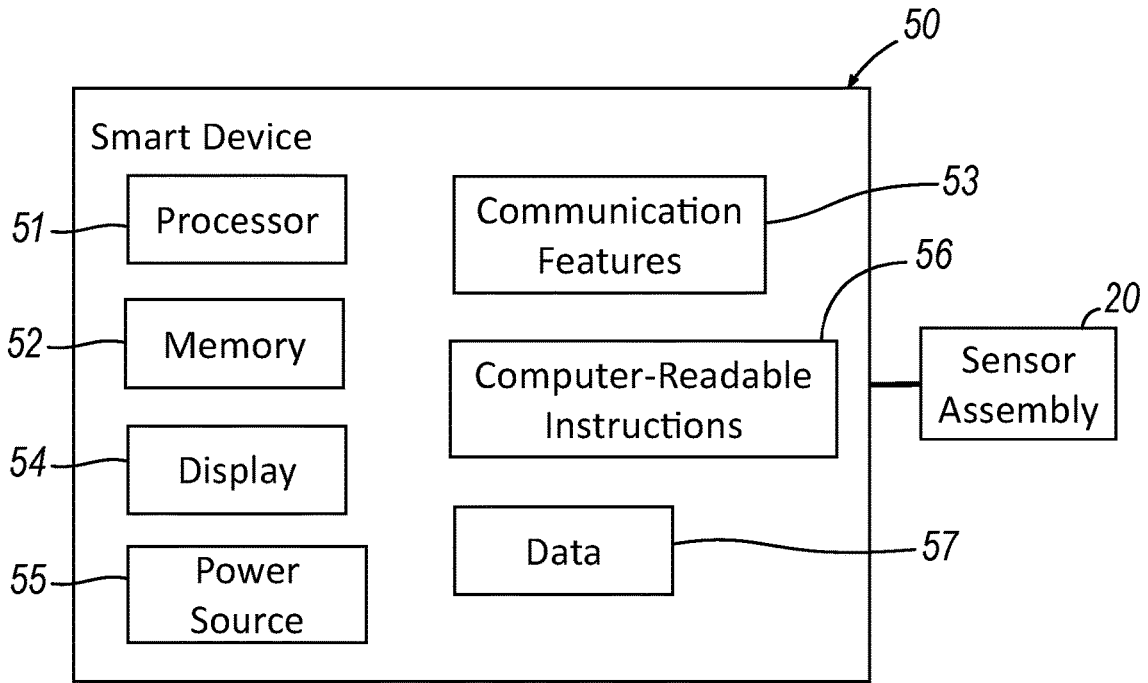 50
Smart Device
51
Processor
Communication
Features
53
52
Memory
Computer-Readable
Instructions
56
20
Sensor
Assembly
54
Display
Data
57
55
Power
Source